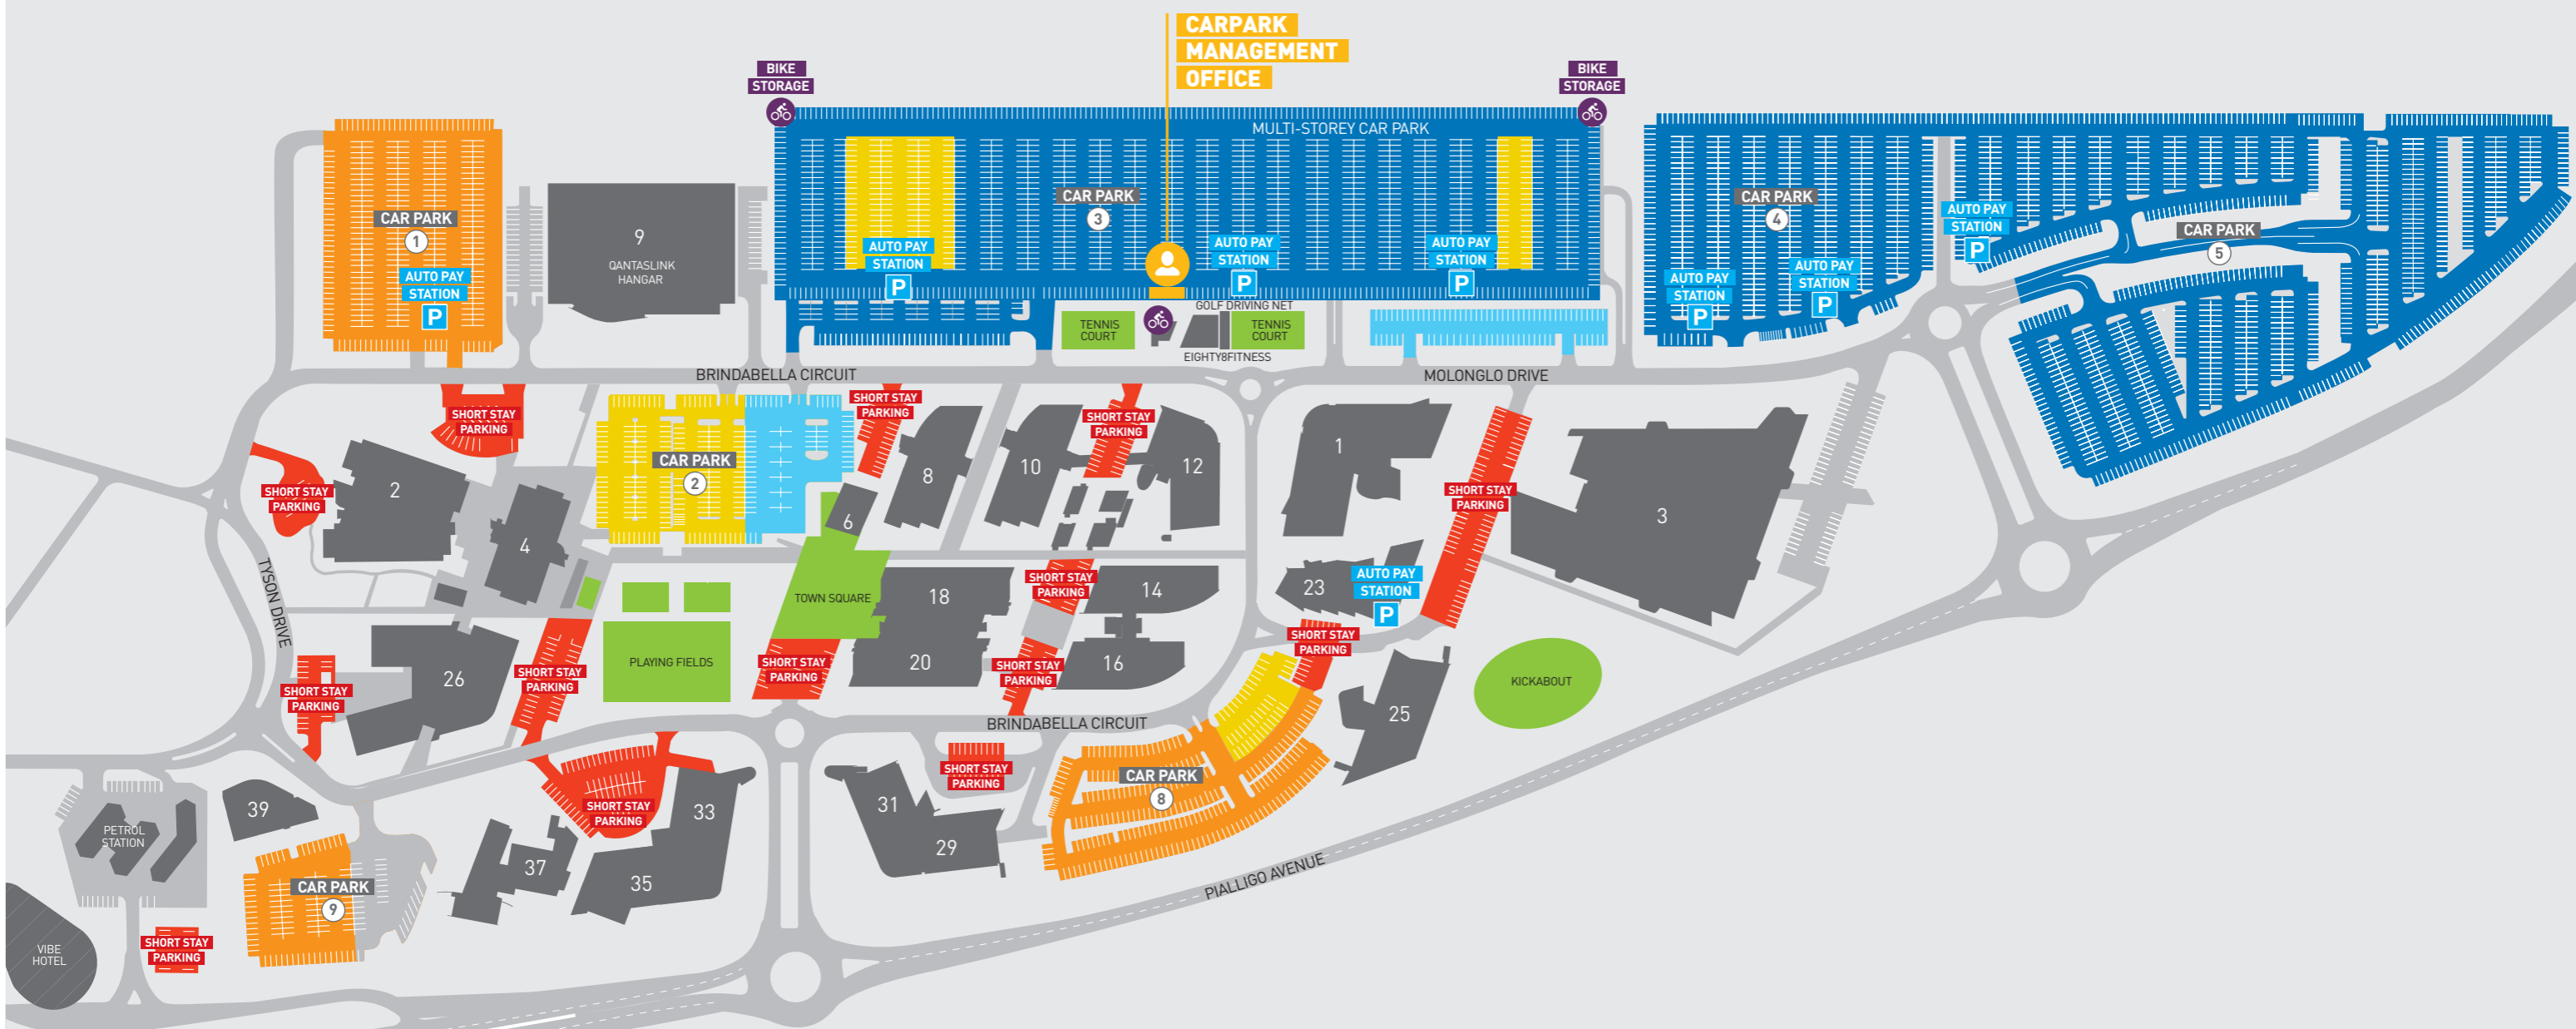 CARPARK
MANAGEMENT
OFFICE
BIKE
STORAGE
BIKE
STORAGE
MULTI-STOREY CAR PARK
CAR PARK
1
AUTO PAY
STATION
P
9
QANTASLINK
HANGAR
CAR PARK
3
AUTO PAY
STATION
P
AUTO PAY
STATION
P
AUTO PAY
STATION
P
CAR PARK
4
AUTO PAY
STATION
P
AUTO PAY
STATION
P
AUTO PAY
STATION
P
CAR PARK
5
TENNIS
COURT
GOLF DRIVING NET
TENNIS
COURT
EIGHTY8FITNESS
BRINDABELLA CIRCUIT
MOLONGLO DRIVE
SHORT STAY
PARKING
SHORT STAY
PARKING
SHORT STAY
PARKING
SHORT STAY
PARKING
2
4
CAR PARK
2
6
8
10
12
1
SHORT STAY
PARKING
3
TYSON DRIVE
TOWN SQUARE
18
SHORT STAY
PARKING
14
23
AUTO PAY
STATION
P
SHORT STAY
PARKING
26
SHORT STAY
PARKING
PLAYING FIELDS
SHORT STAY
PARKING
20
SHORT STAY
PARKING
16
SHORT STAY
PARKING
25
KICKABOUT
BRINDABELLA CIRCUIT
SHORT STAY
PARKING
CAR PARK
8
PETROL
STATION
39
SHORT STAY
PARKING
33
31
29
37
35
CAR PARK
9
PIALLIGO AVENUE
VIBE
HOTEL
SHORT STAY
PARKING